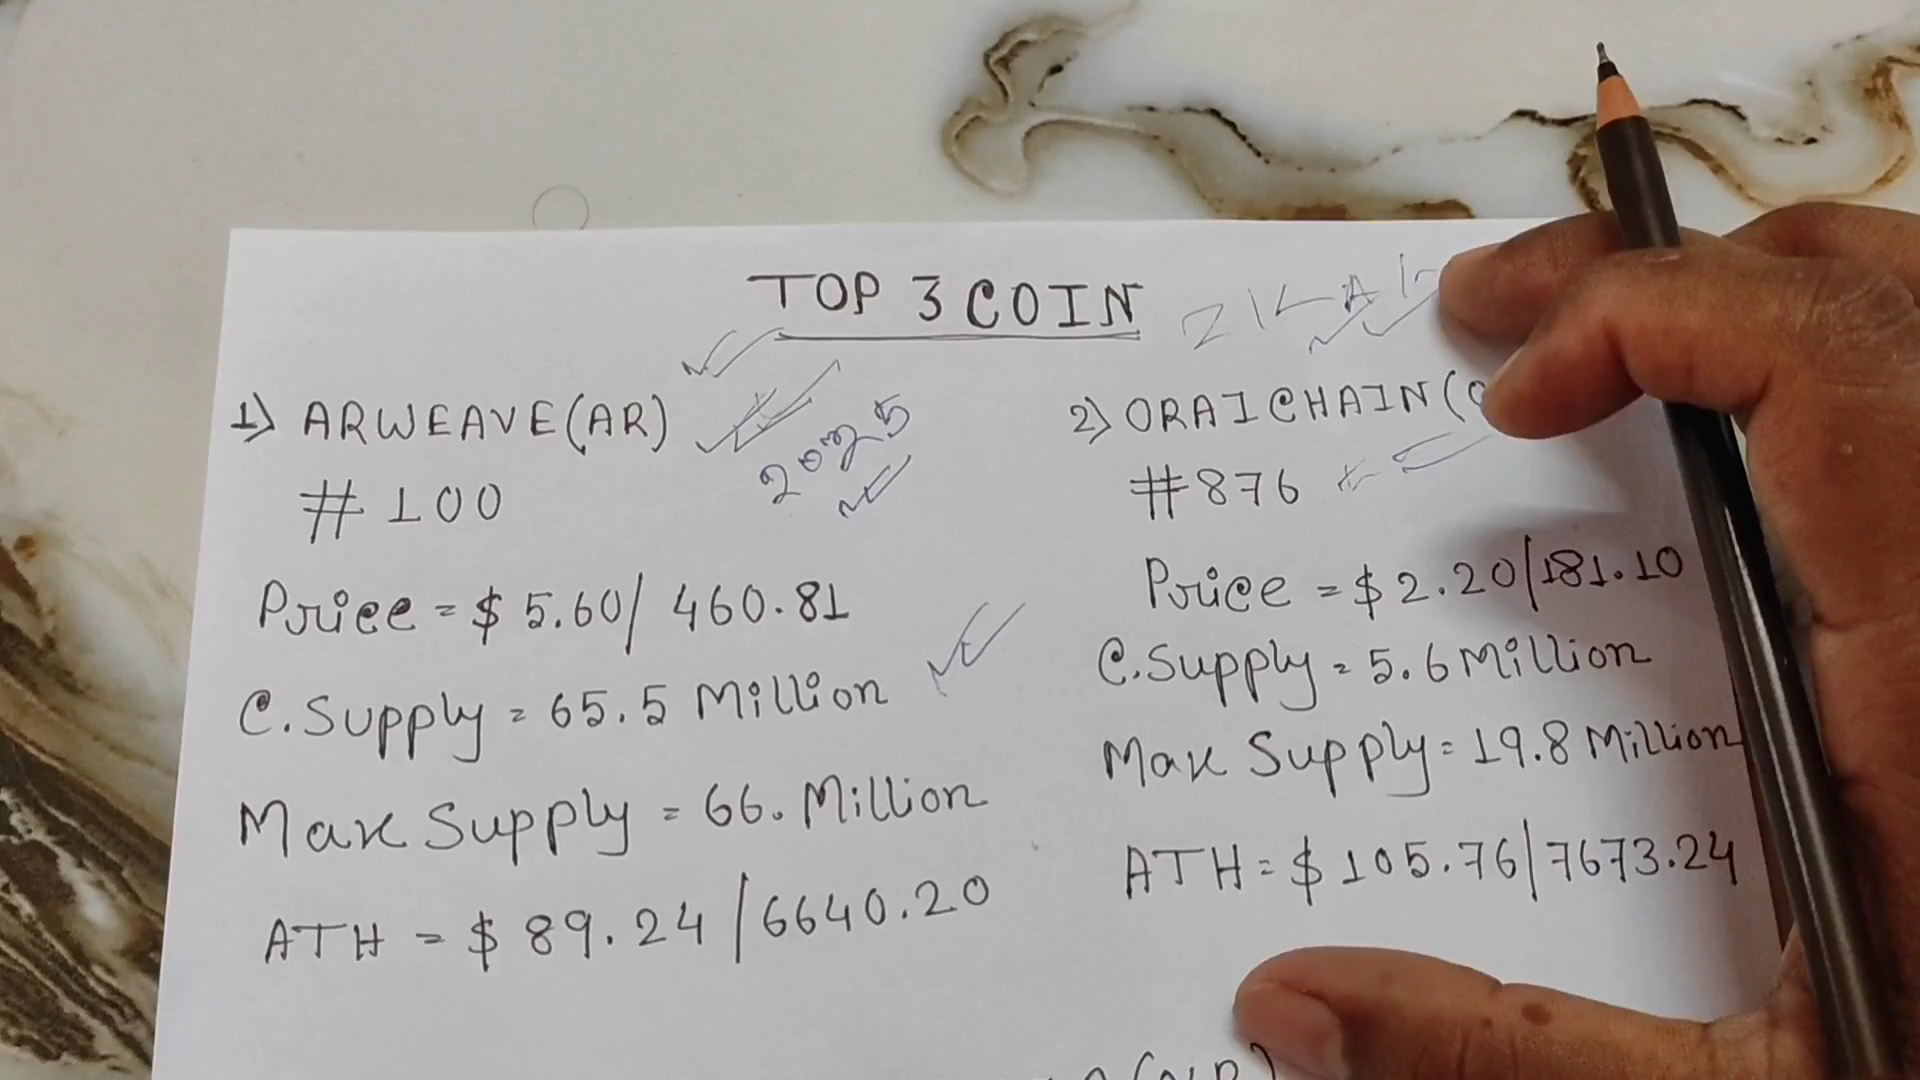 TOP 3 COIN
1) ARWEAVE(AR)
# 100
2025
Price = $ 5.60/ 460.81
C.Supply = 65.5 Million
Max Supply = 66. Million
ATH = $ 89.24 / 6640.20
2) ORAICHAIN(
#876
Price = $ 2.20/181.10
C.Supply = 5.6 Million
Max Supply = 19.8 Million
ATH = $ 105.76/7673.24